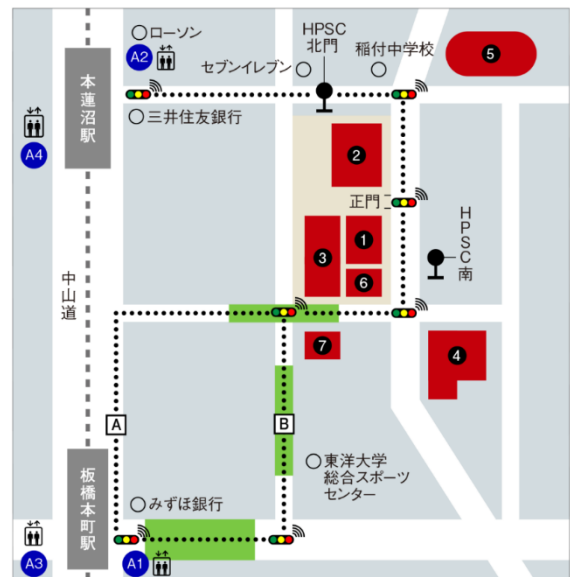 ローソン
A2
HPSC
北門
稲付中学校
セブンイレブン
5
本蓮沼駅
三井住友銀行
A4
2
正門
1
3
6
HPSC南
中山道
7
4
A
B
東洋大学
総合スポーツ
センター
みずほ銀行
板橋本町駅
A3
A1